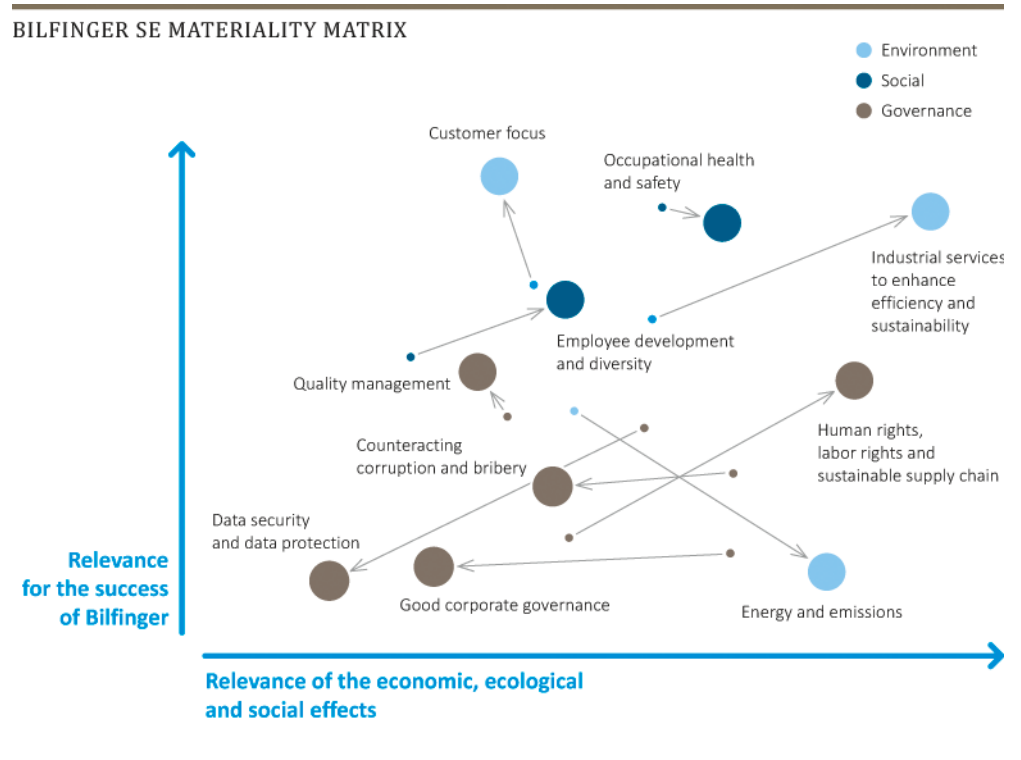 BILFINGER SE MATERIALITY MATRIX
Environment
Social
Governance
Customer focus
Occupational health
and safety
Industrial services
to enhance
efficiency and
sustainability
Employee development
and diversity
Quality management
Human rights,
labor rights and
sustainable supply chain
Counteracting
corruption and bribery
Data security
and data protection
Good corporate governance
Energy and emissions
Relevance
for the success
of Bilfinger
Relevance of the economic, ecological
and social effects